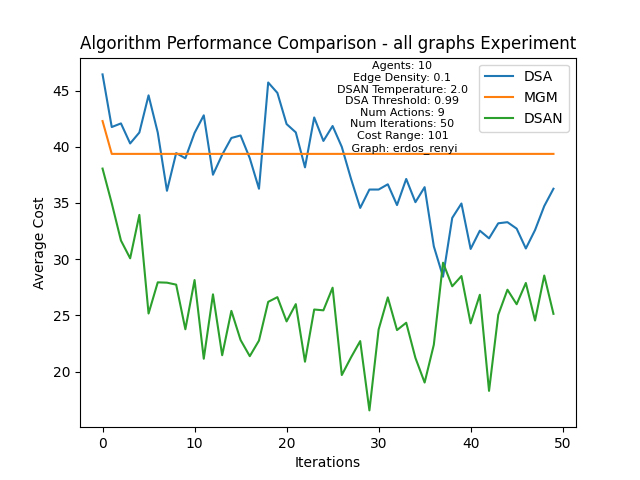 Algorithm Performance Comparison - all graphs Experiment
Agents: 10
Edge Density: 0.1
DSAN Temperature: 2.0
DSA Threshold: 0.99
Num Actions: 9
Num Iterations: 50
Cost Range: 101
Graph: erdos_renyi
DSA
MGM
DSAN
Average Cost
45
40
35
30
25
20
0
10
20
30
40
50
Iterations